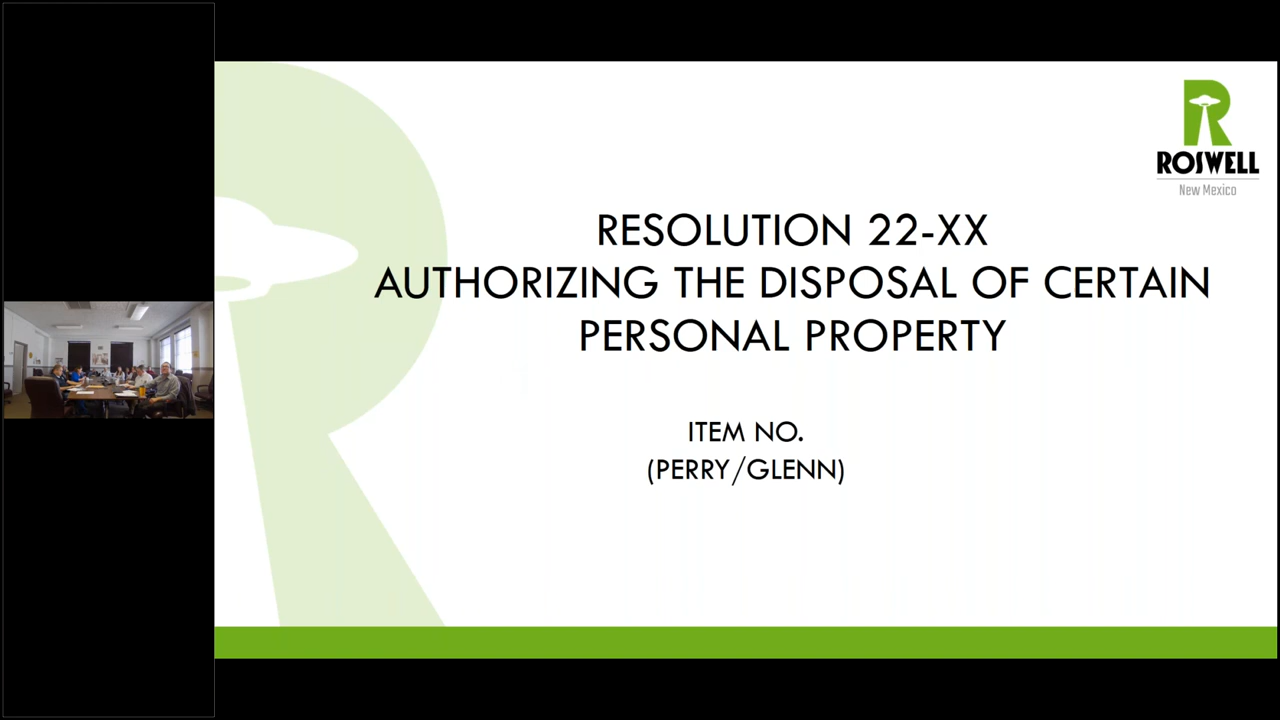 ROSWELL
New Mexico
RESOLUTION 22-XX
AUTHORIZING THE DISPOSAL OF CERTAIN
PERSONAL PROPERTY
ITEM NO.
(PERRY/GLENN)